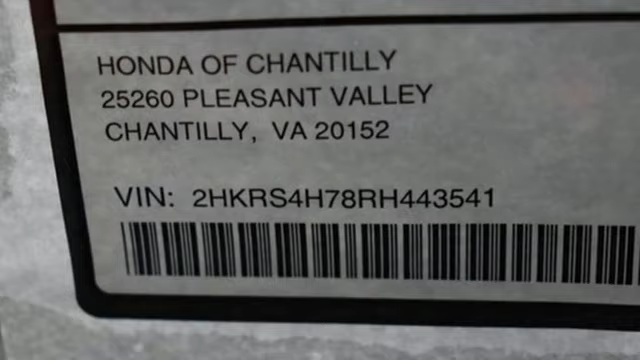 HONDA OF CHANTILLY
25260 PLEASANT VALLEY
CHANTILLY, VA 20152
VIN: 2HKRS4H78RH443541